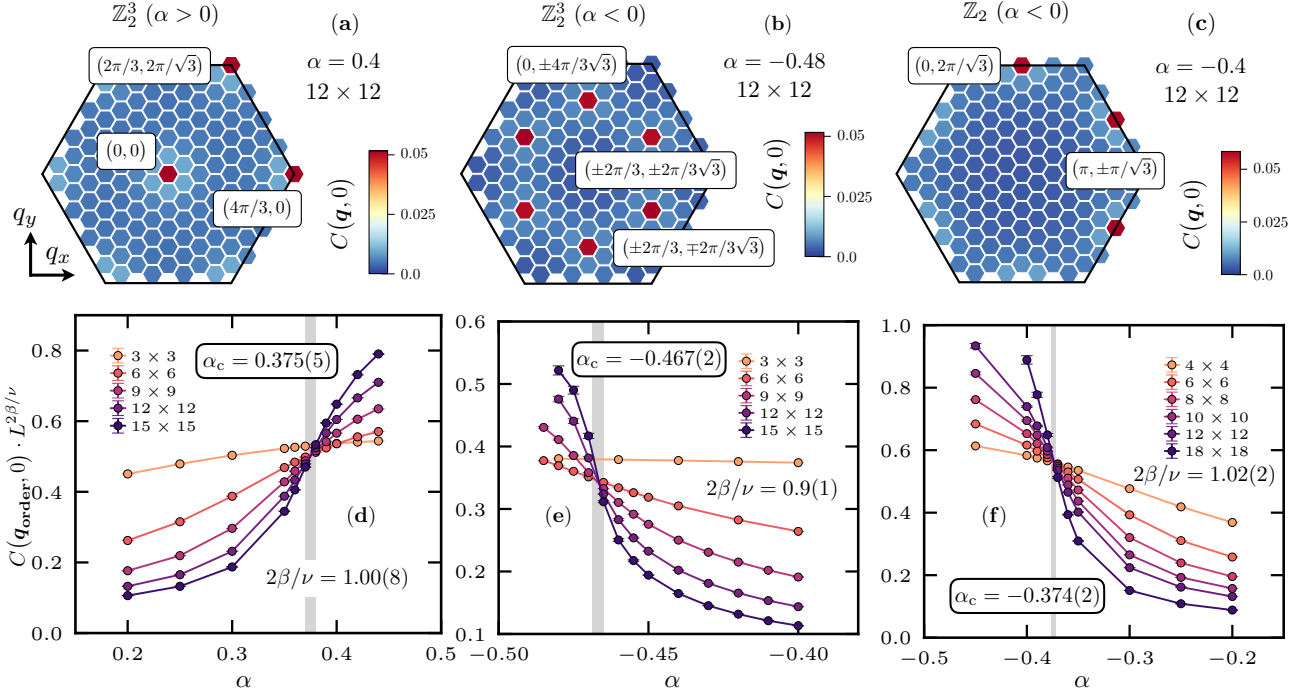 ℤ₂³ (α > 0)
(a)
(2π/3, 2π/√3)
(0, 0)
(4π/3, 0)
α = 0.4
12 × 12
0.05
0.025
0.0
C(q, 0)
q_y
q_x
ℤ₂³ (α < 0)
(b)
(0, ±4π/3√3)
(±2π/3, ±2π/3√3)
(±2π/3, ∓2π/3√3)
α = −0.48
12 × 12
0.05
0.025
0.0
C(q, 0)
ℤ₂ (α < 0)
(c)
(0, 2π/√3)
(π, ±π/√3)
α = −0.4
12 × 12
0.05
0.025
0.0
C(q, 0)
C(q_order, 0) · L^{2β/ν}
0.8
0.6
0.4
0.2
0.0
3 × 3
6 × 6
9 × 9
12 × 12
15 × 15
α_c = 0.375(5)
(d)
2β/ν = 1.00(8)
0.2
0.3
0.4
0.5
α
0.6
0.5
0.4
0.3
0.2
0.1
α_c = −0.467(2)
3 × 3
6 × 6
9 × 9
12 × 12
15 × 15
2β/ν = 0.9(1)
(e)
−0.50
−0.45
−0.40
α
1.0
0.8
0.6
0.4
0.2
0.0
4 × 4
6 × 6
8 × 8
10 × 10
12 × 12
18 × 18
2β/ν = 1.02(2)
(f)
α_c = −0.374(2)
−0.5
−0.4
−0.3
−0.2
α